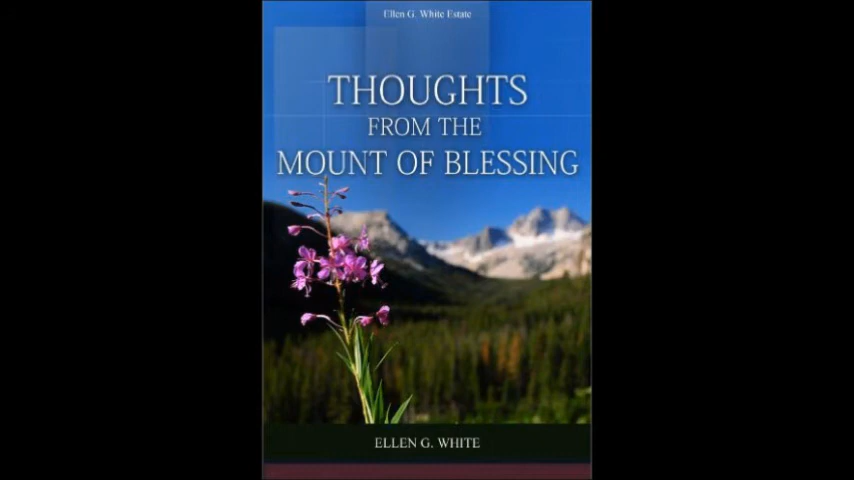 Ellen G. White Estate
THOUGHTS
FROM THE
MOUNT OF BLESSING
ELLEN G. WHITE